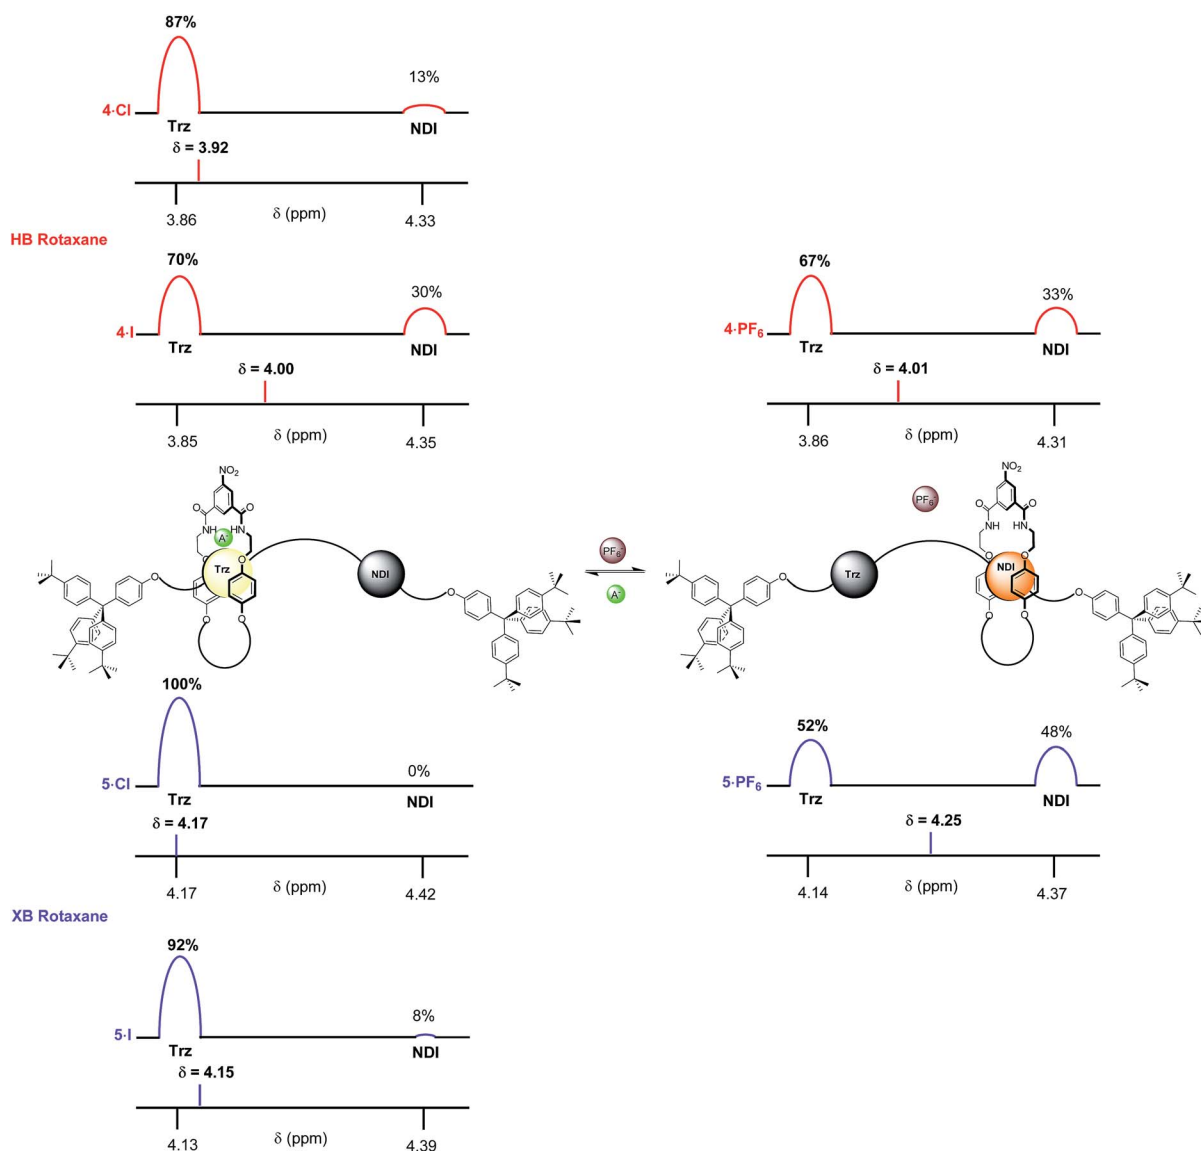 87%
13%
4·Cl
Trz
NDI
δ = 3.92
3.86
δ (ppm)
4.33
HB Rotaxane
70%
30%
4·I
Trz
NDI
δ = 4.00
3.85
δ (ppm)
4.35
67%
33%
4·PF6
Trz
NDI
δ = 4.01
3.86
δ (ppm)
4.31
NO2
O
O
NH
HN
A-
O
O
Trz
O
NDI
O
O
O
PF6-
A-
NO2
PF6-
O
O
NH
HN
O
O
O
Trz
NDI
O
O
O
100%
0%
5·Cl
Trz
NDI
δ = 4.17
4.17
δ (ppm)
4.42
52%
48%
5·PF6
Trz
NDI
δ = 4.25
4.14
δ (ppm)
4.37
XB Rotaxane
92%
8%
5·I
Trz
NDI
δ = 4.15
4.13
δ (ppm)
4.39